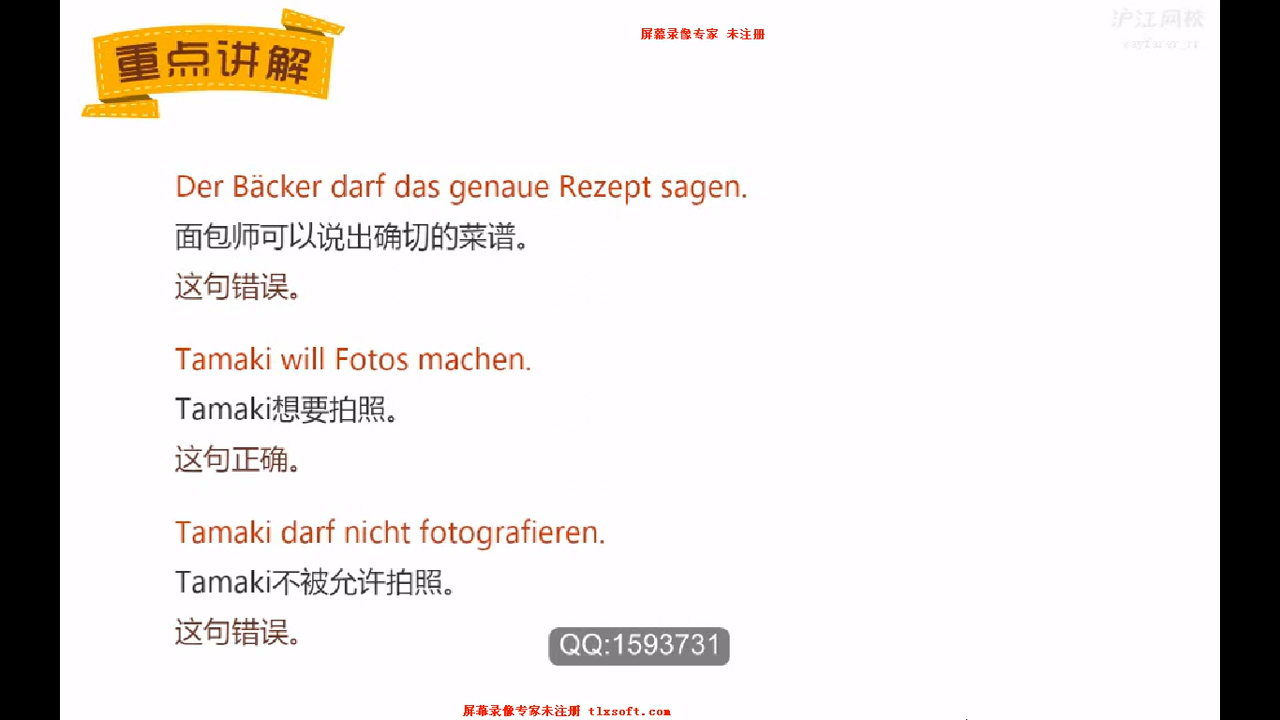 重点讲解
屏幕录像专家 未注册
沪江网校
Der Bäcker darf das genaue Rezept sagen.
面包师可以说出确切的菜谱。
这句错误。
Tamaki will Fotos machen.
Tamaki想要拍照。
这句正确。
Tamaki darf nicht fotografieren.
Tamaki不被允许拍照。
这句错误。
QQ:1593731
屏幕录像专家未注册 tlxsoft.com